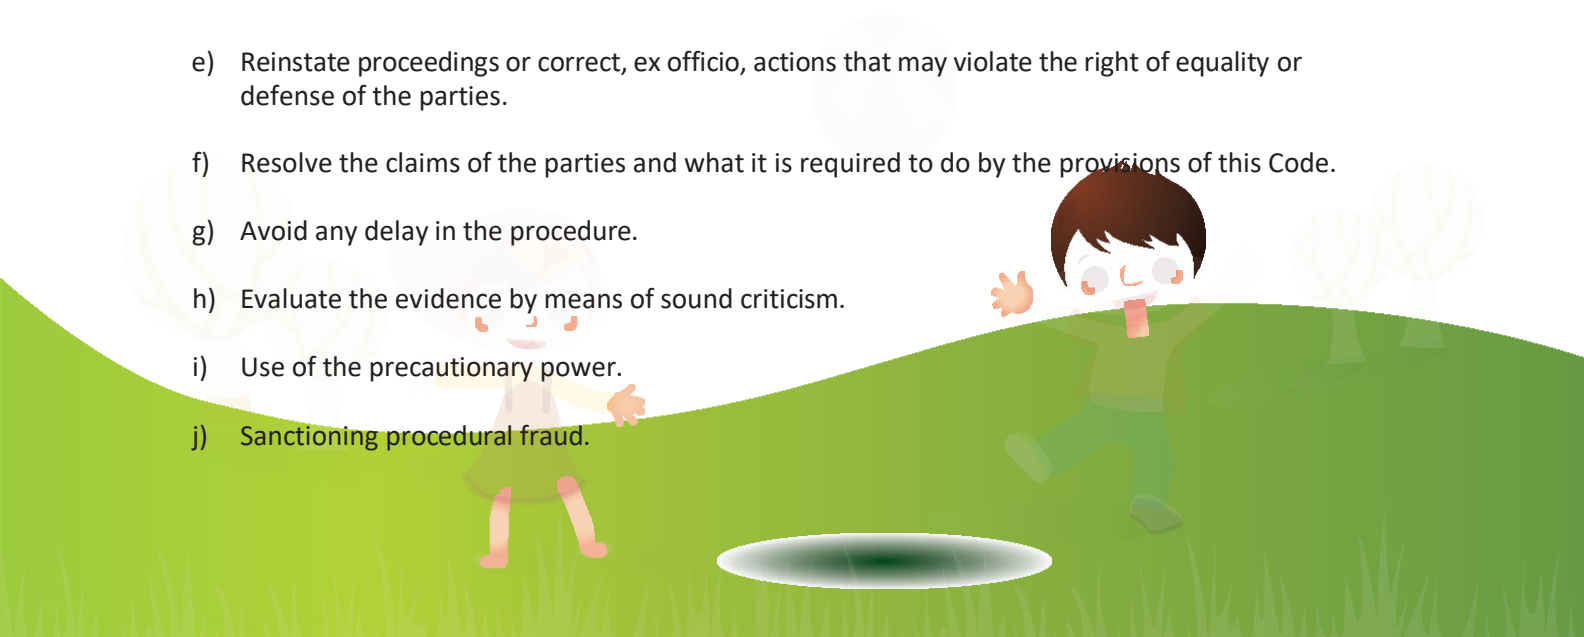 e) Reinstate proceedings or correct, ex officio, actions that may violate the right of equality or
defense of the parties.
f) Resolve the claims of the parties and what it is required to do by the provisions of this Code.
g) Avoid any delay in the procedure.
h) Evaluate the evidence by means of sound criticism.
i) Use of the precautionary power.
j) Sanctioning procedural fraud.